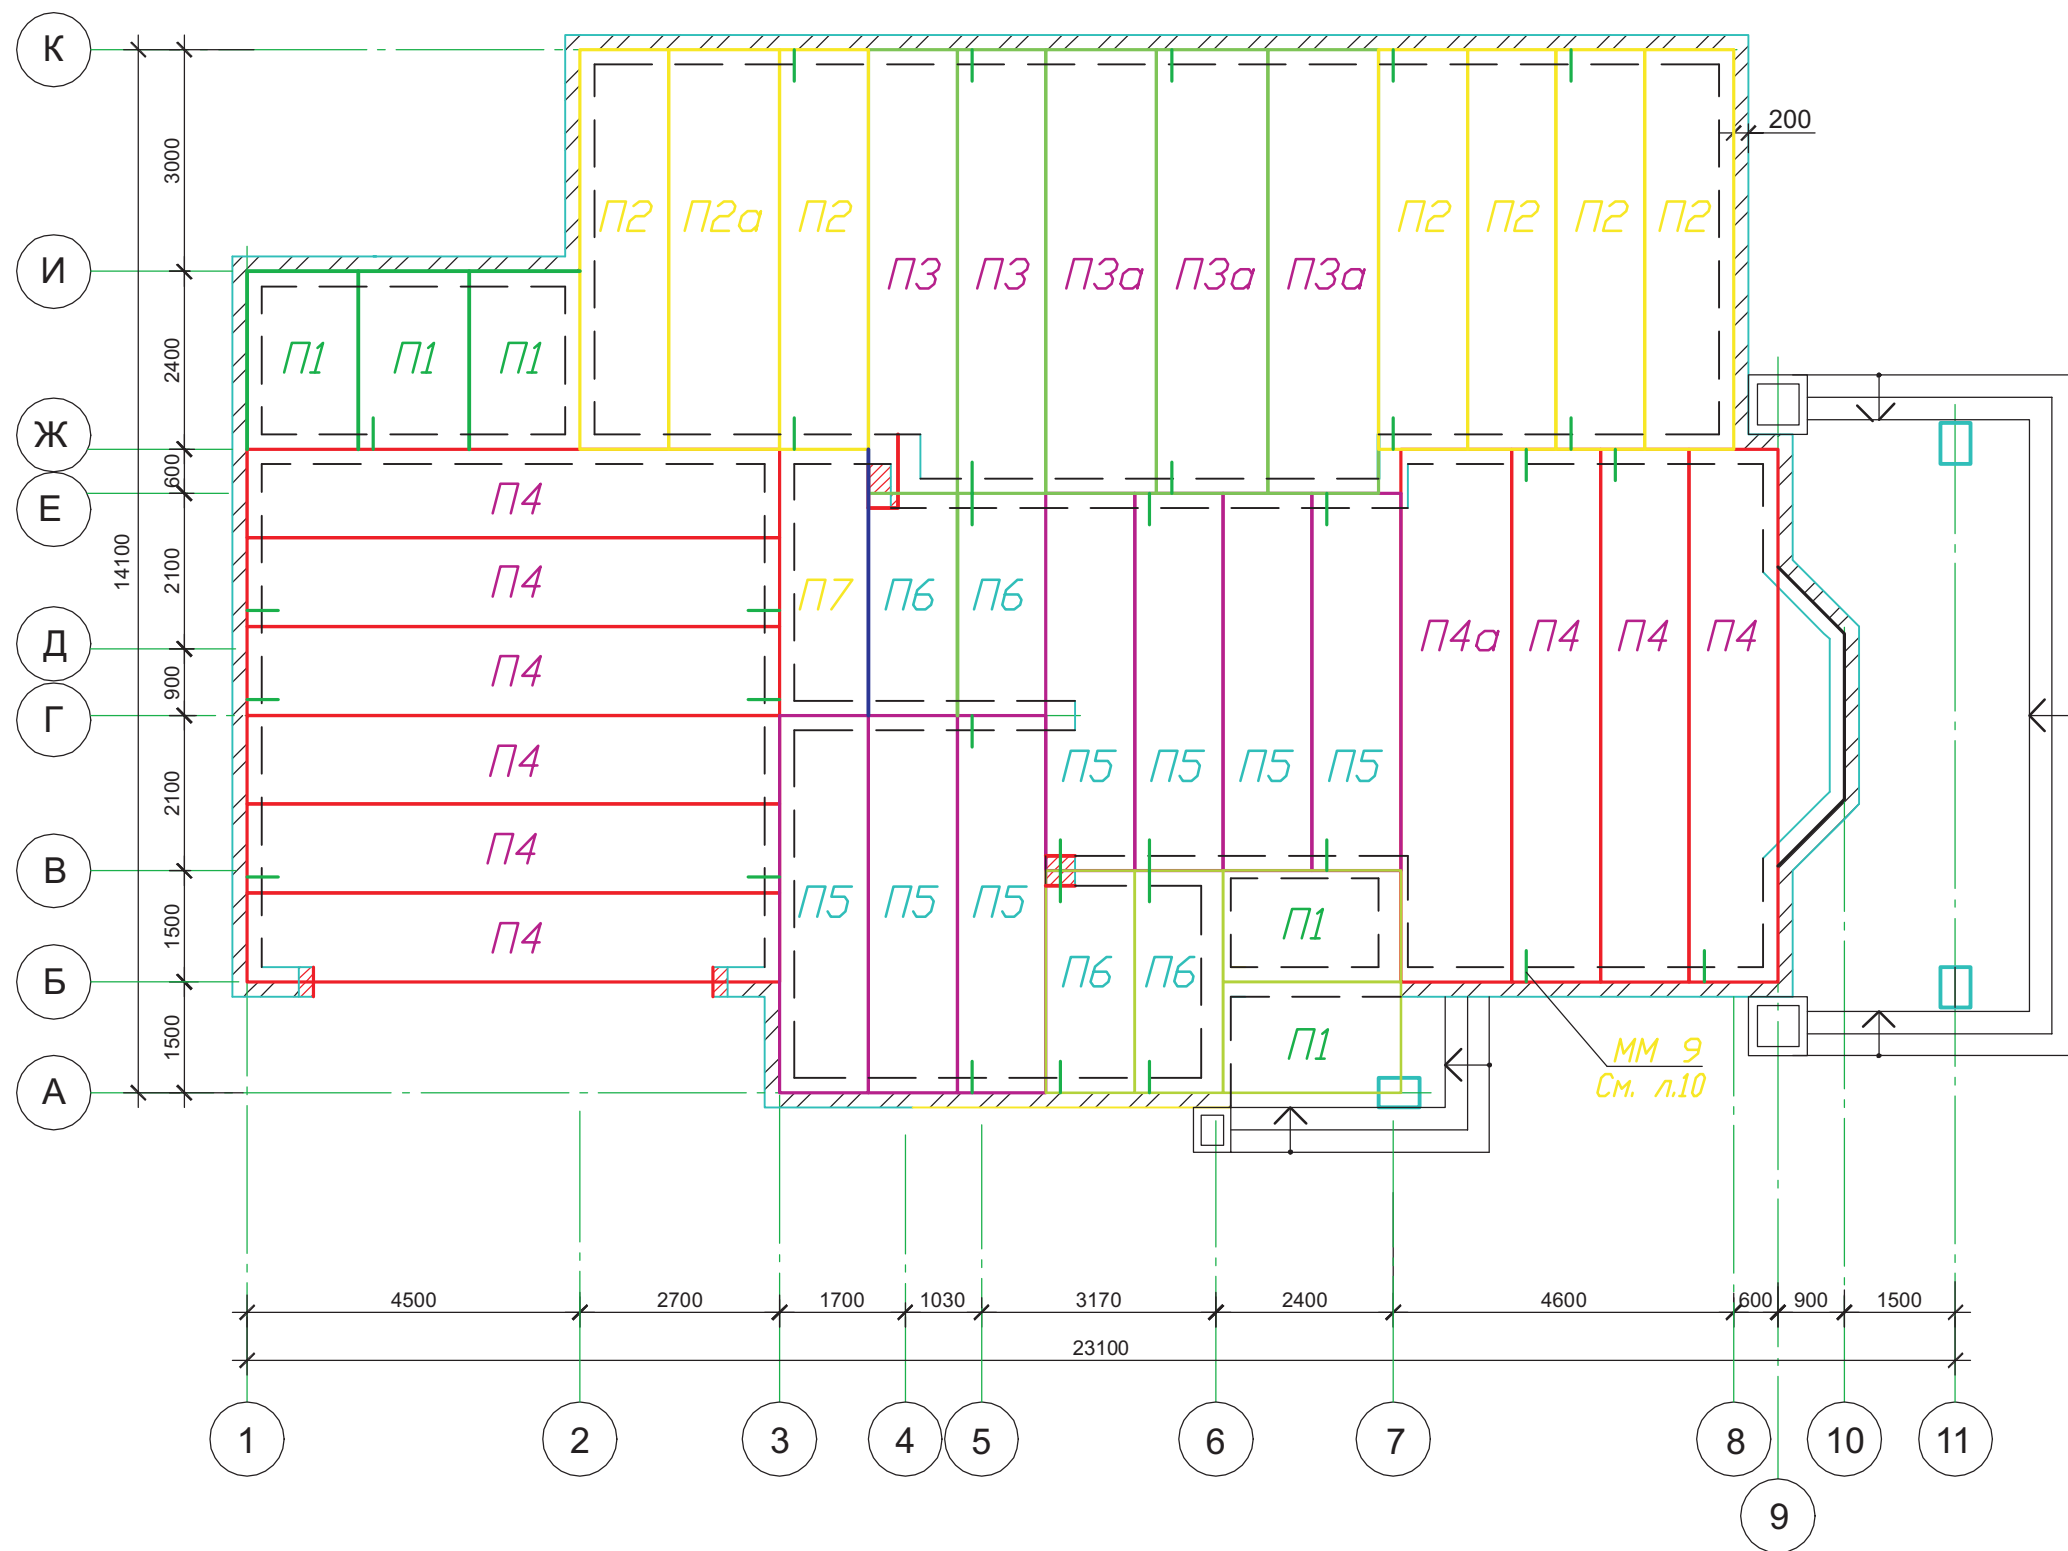 К
200
3000
П2 П2а П2 П2 П2 П2 П2
И
П3 П3 П3а П3а П3а
2400
П1 П1 П1
Ж
600
П4
Е
14100
2100
П4 П7 П6 П6
Д
П4а П4 П4 П4
900
П4
Г
П4 П5 П5 П5 П5
2100
П4
В
П5 П5 П5 П1
1500
П4
Б
П6 П6
1500
П1 ММ 9
См. л.10
А
4500 2700 1700 1030 3170 2400 4600 600 900 1500
23100
1 2 3 4 5 6 7 8 10 11
9